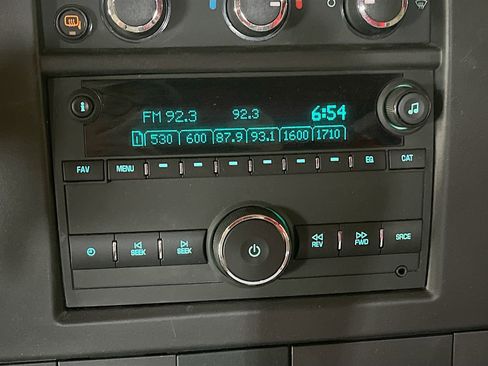 FM 92.3 92.3 6:54
1 530 600 87.9 93.1 1600 1710
FAV MENU EQ CAT
SEEK SEEK REV FWD SRCE